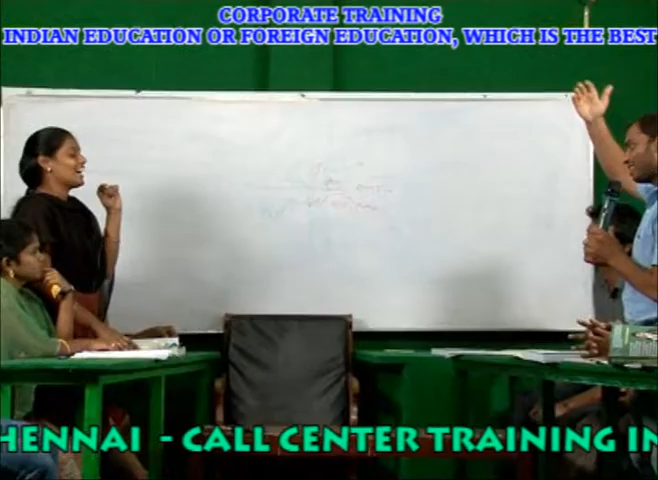 CORPORATE TRAINING
INDIAN EDUCATION OR FOREIGN EDUCATION, WHICH IS THE BEST
HENNAI - CALL CENTER TRAINING IN